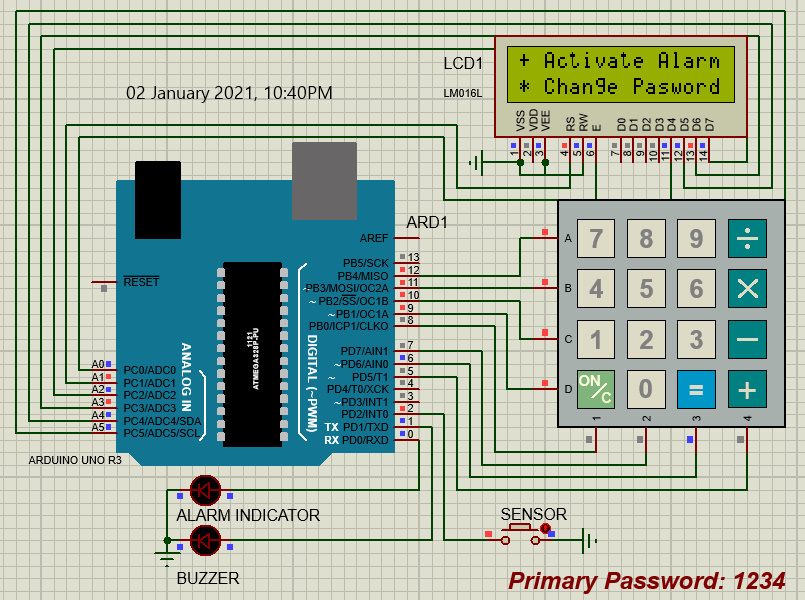 LCD1
LM016L
+ Activate Alarm
* Change Pasword
02 January 2021, 10:40PM
VSS
VDD
VEE
RS
RW
E
D0
D1
D2
D3
D4
D5
D6
D7
1
2
3
4
5
6
7
8
9
10
11
12
13
14
ARD1
AREF
RESET
PB5/SCK 13
PB4/MISO 12
~PB3/MOSI/OC2A 11
~PB2/SS/OC1B 10
~PB1/OC1A 9
PB0/ICP1/CLKO 8
PD7/AIN1 7
~PD6/AIN0 6
~PD5/T1 5
PD4/T0/XCK 4
~PD3/INT1 3
PD2/INT0 2
TX PD1/TXD 1
RX PD0/RXD 0
DIGITAL (~PWM)
1121
ATMEGA328P-PU
ANALOG IN
A0 PC0/ADC0
A1 PC1/ADC1
A2 PC2/ADC2
A3 PC3/ADC3
A4 PC4/ADC4/SDA
A5 PC5/ADC5/SCL
ARDUINO UNO R3
A 7 8 9 ÷
B 4 5 6 ×
C 1 2 3 −
D ON/C 0 = +
1 2 3 4
ALARM INDICATOR
BUZZER
SENSOR
Primary Password: 1234